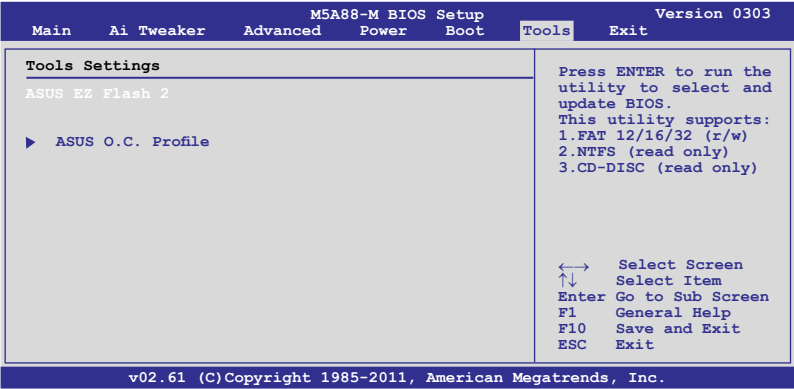 M5A88-M BIOS Setup Version 0303
Main Ai Tweaker Advanced Power Boot Tools Exit
Tools Settings
ASUS EZ Flash 2
ASUS O.C. Profile
Press ENTER to run the
utility to select and
update BIOS.
This utility supports:
1.FAT 12/16/32 (r/w)
2.NTFS (read only)
3.CD-DISC (read only)
←→ Select Screen
↑↓ Select Item
Enter Go to Sub Screen
F1 General Help
F10 Save and Exit
ESC Exit
v02.61 (C)Copyright 1985-2011, American Megatrends, Inc.